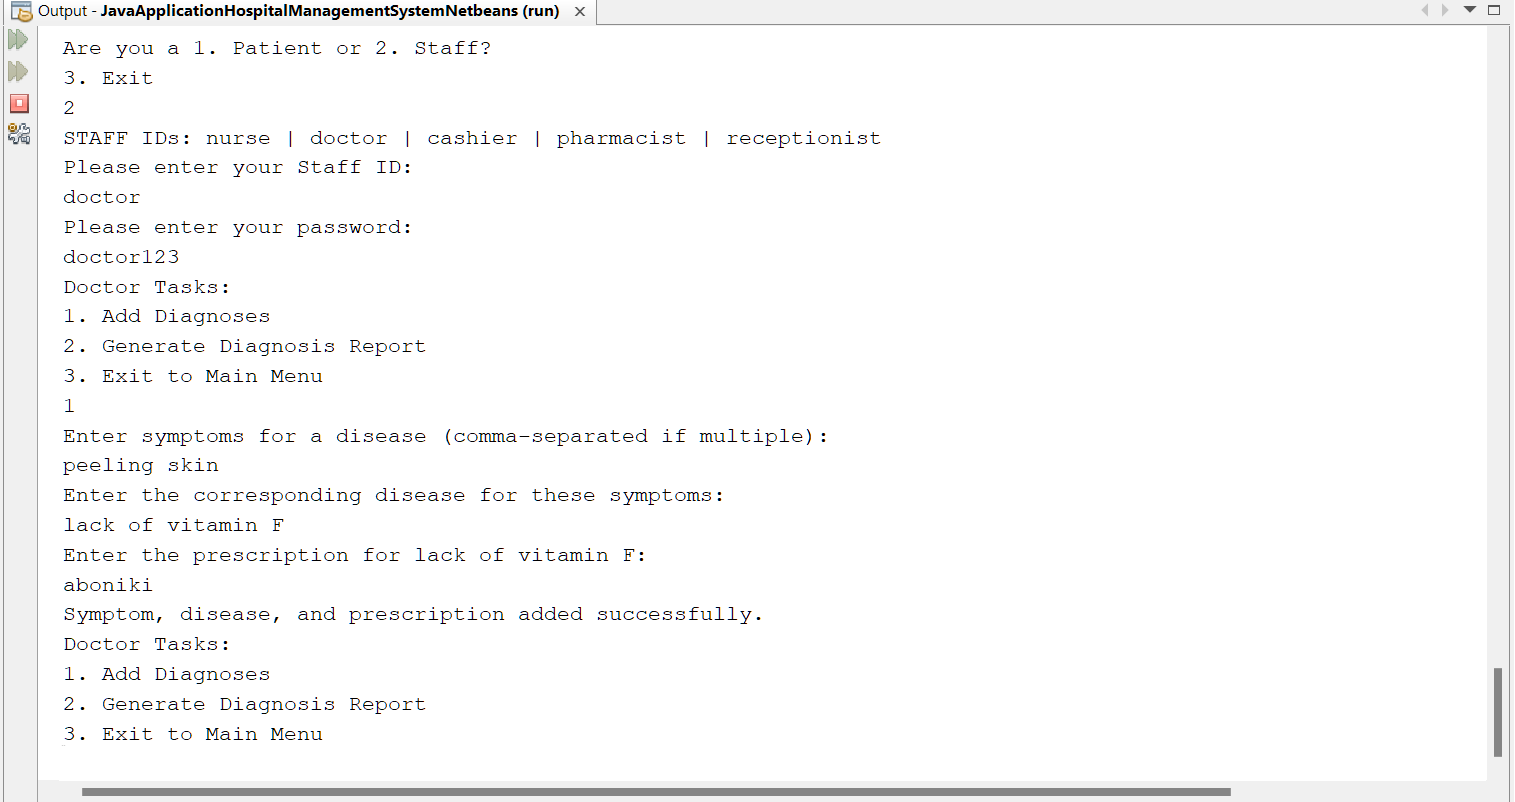 Output - JavaApplicationHospitalManagementSystemNetbeans (run)
Are you a 1. Patient or 2. Staff?
3. Exit
2
STAFF IDs: nurse | doctor | cashier | pharmacist | receptionist
Please enter your Staff ID:
doctor
Please enter your password:
doctor123
Doctor Tasks:
1. Add Diagnoses
2. Generate Diagnosis Report
3. Exit to Main Menu
1
Enter symptoms for a disease (comma-separated if multiple):
peeling skin
Enter the corresponding disease for these symptoms:
lack of vitamin F
Enter the prescription for lack of vitamin F:
aboniki
Symptom, disease, and prescription added successfully.
Doctor Tasks:
1. Add Diagnoses
2. Generate Diagnosis Report
3. Exit to Main Menu